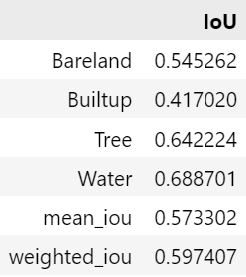 IoU
Bareland 0.545262
Builtup 0.417020
Tree 0.642224
Water 0.688701
mean_iou 0.573302
weighted_iou 0.597407